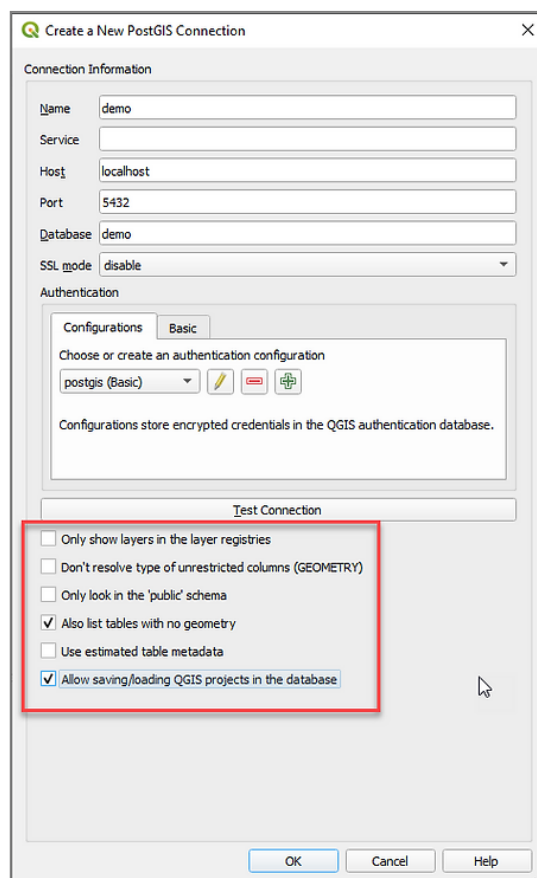 Create a New PostGIS Connection
Connection Information
Name demo
Service
Host localhost
Port 5432
Database demo
SSL mode disable
Authentication
Configurations Basic
Choose or create an authentication configuration
postgis (Basic)
Configurations store encrypted credentials in the QGIS authentication database.
Test Connection
Only show layers in the layer registries
Don't resolve type of unrestricted columns (GEOMETRY)
Only look in the 'public' schema
Also list tables with no geometry
Use estimated table metadata
Allow saving/loading QGIS projects in the database
OK Cancel Help